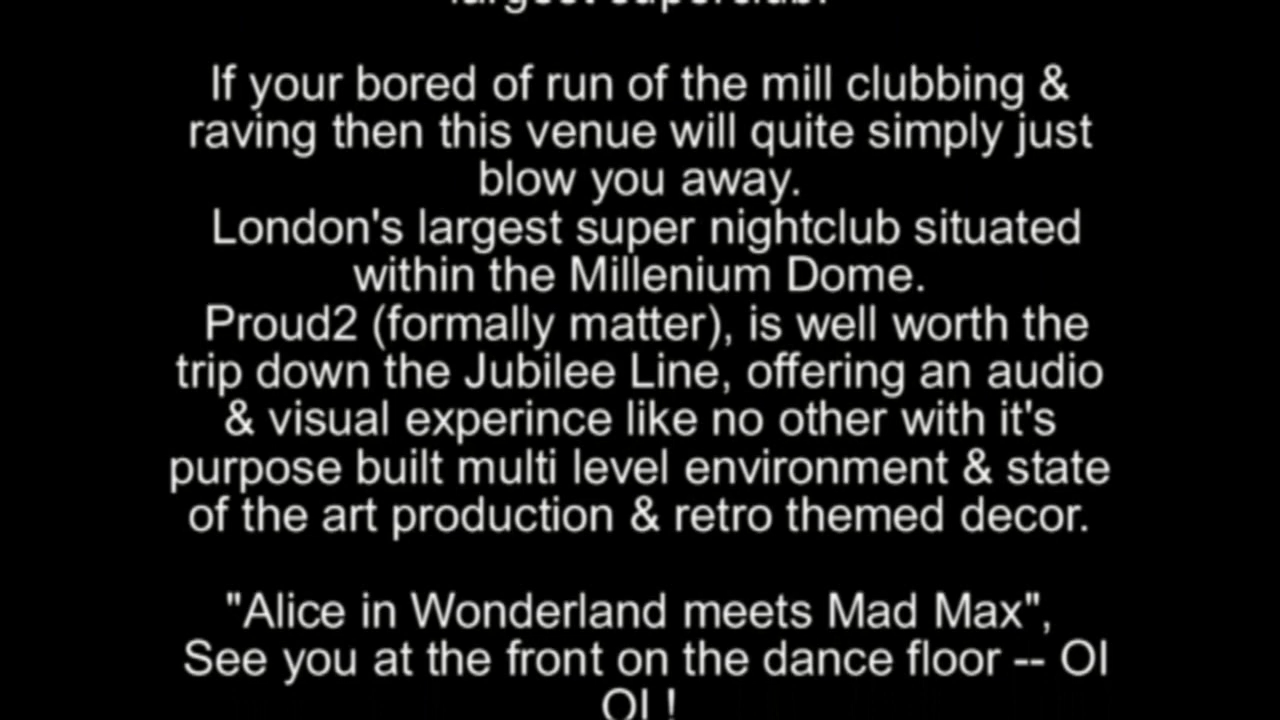 largest superclub.
If your bored of run of the mill clubbing &
raving then this venue will quite simply just
blow you away.
London's largest super nightclub situated
within the Millenium Dome.
Proud2 (formally matter), is well worth the
trip down the Jubilee Line, offering an audio
& visual experince like no other with it's
purpose built multi level environment & state
of the art production & retro themed decor.
"Alice in Wonderland meets Mad Max",
See you at the front on the dance floor -- OI
OI !